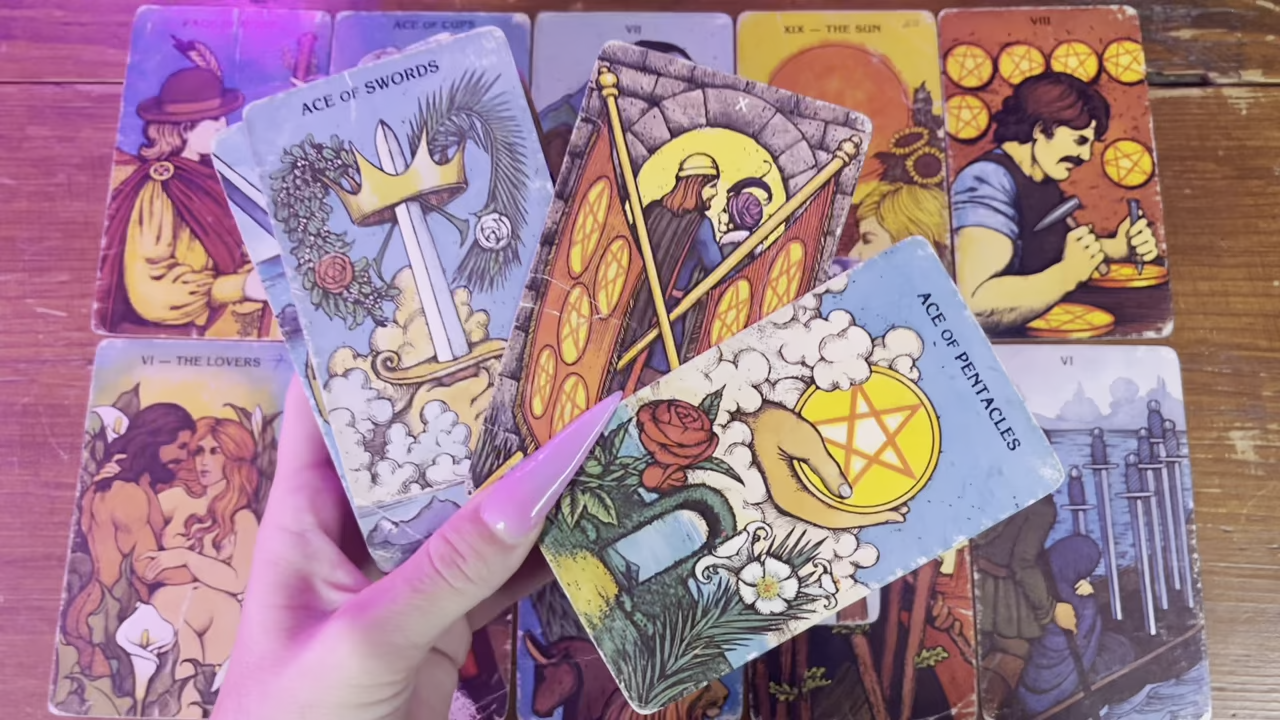 ACE OF CUPS
VII
XIX — THE SUN
VIII
ACE OF SWORDS
X
ACE OF PENTACLES
VI — THE LOVERS
VI